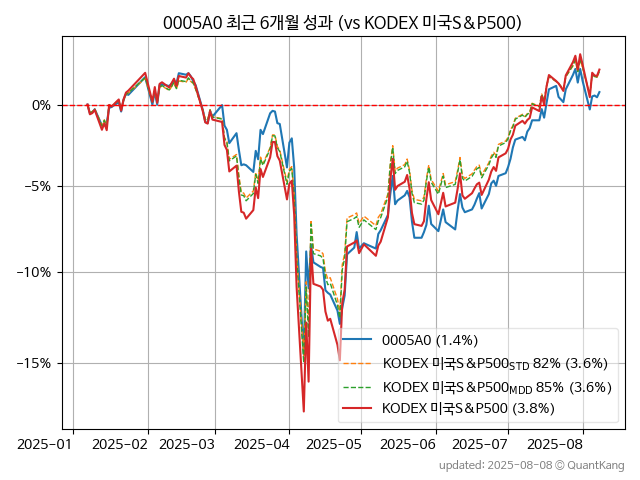 0005A0 최근 6개월 성과 (vs KODEX 미국S&P500)
0%
−5%
−10%
−15%
0005A0 (1.4%)
KODEX 미국S&P500STD 82% (3.6%)
KODEX 미국S&P500MDD 85% (3.6%)
KODEX 미국S&P500 (3.8%)
2025-01 2025-02 2025-03 2025-04 2025-05 2025-06 2025-07 2025-08
updated: 2025-08-08 © QuantKang